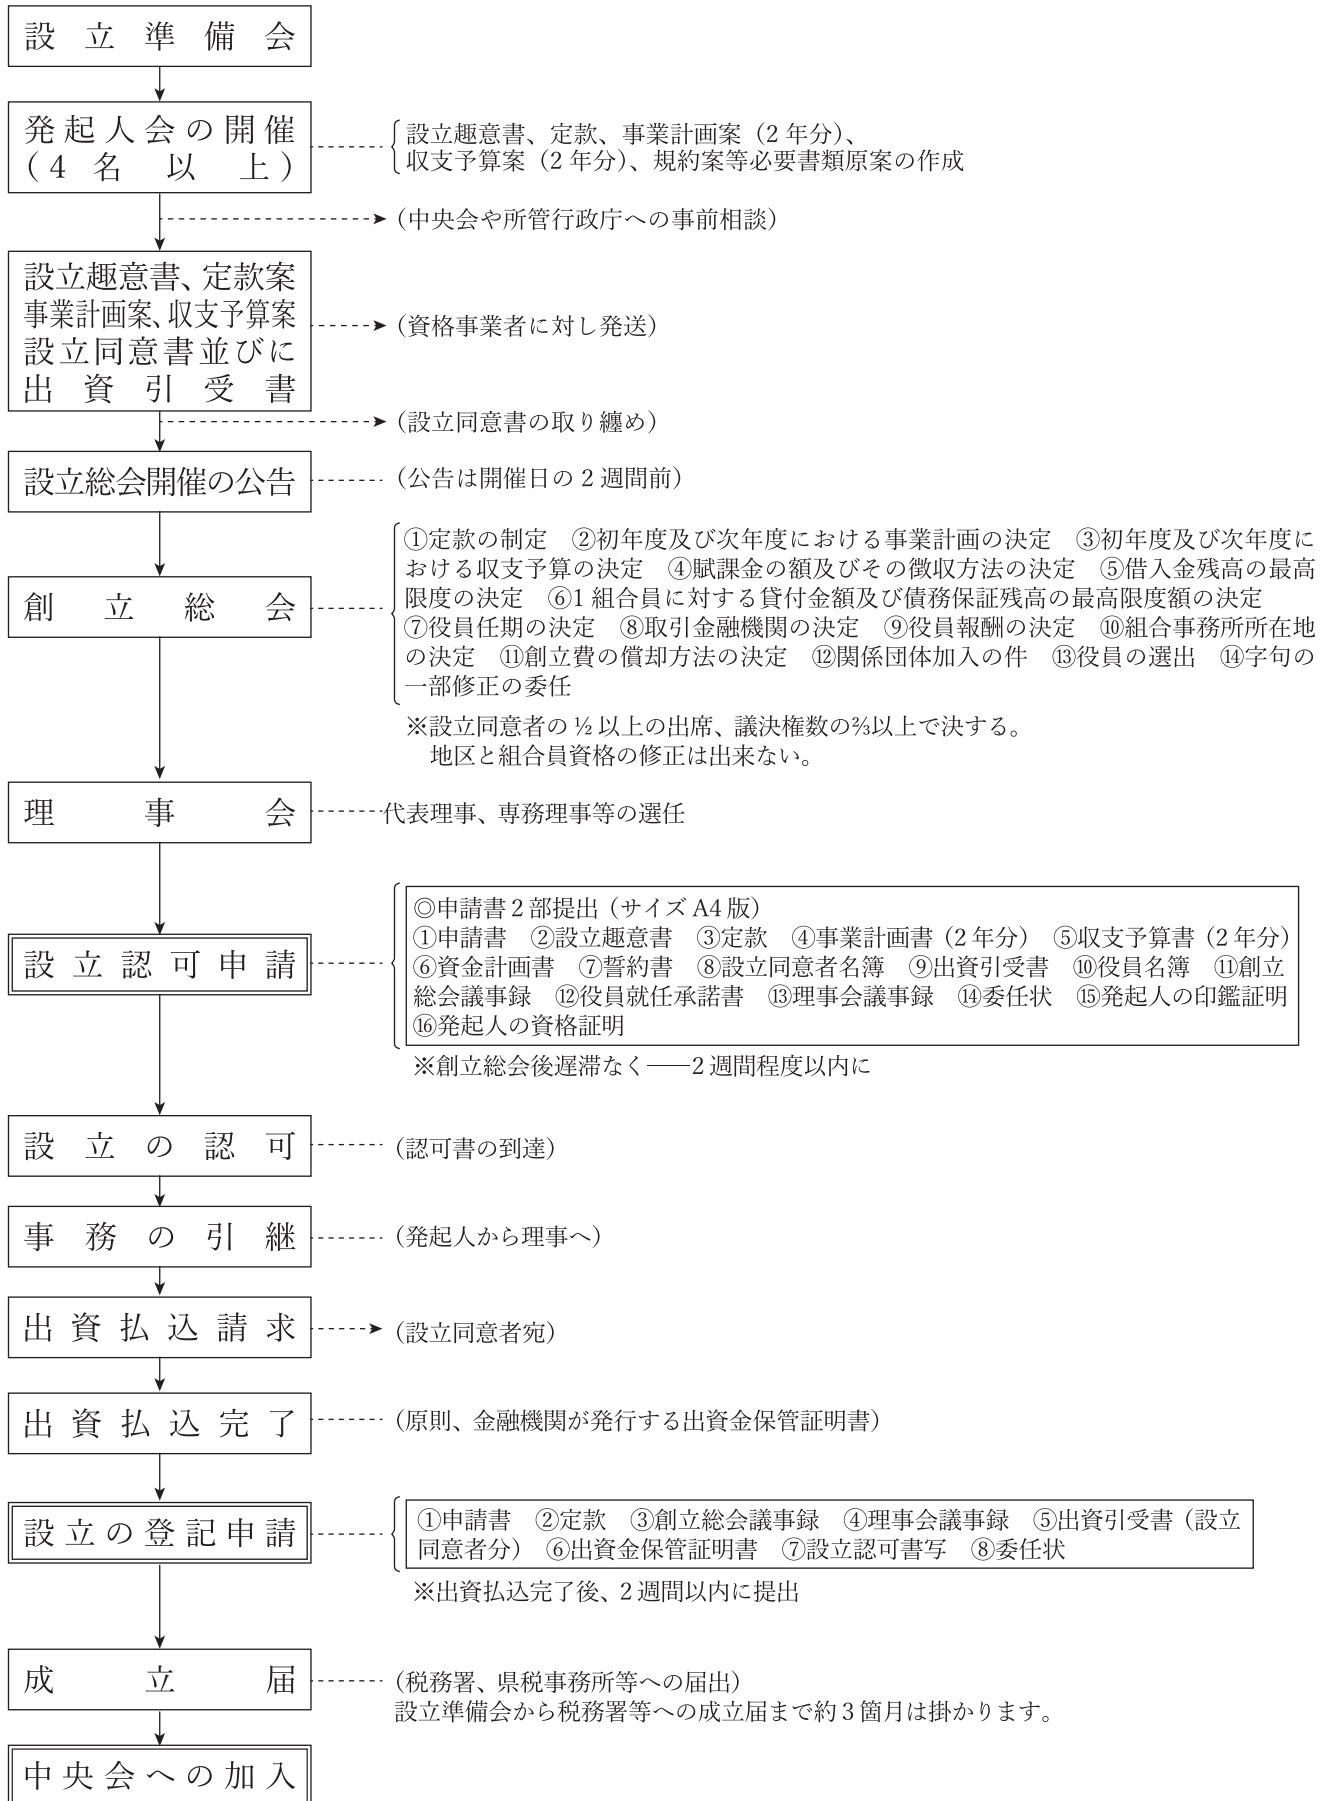 設立準備会
発起人会の開催
(4名以上)
設立趣意書、定款、事業計画案(2年分)、
収支予算案(2年分)、規約案等必要書類原案の作成
(中央会や所管行政庁への事前相談)
設立趣意書、定款案
事業計画案、収支予算案
設立同意書並びに
出資引受書
(資格事業者に対し発送)
(設立同意書の取り纏め)
設立総会開催の公告
(公告は開催日の2週間前)
創立総会
①定款の制定 ②初年度及び次年度における事業計画の決定 ③初年度及び次年度に
おける収支予算の決定 ④賦課金の額及びその徴収方法の決定 ⑤借入金残高の最高
限度の決定 ⑥1組合員に対する貸付金額及び債務保証残高の最高限度額の決定
⑦役員任期の決定 ⑧取引金融機関の決定 ⑨役員報酬の決定 ⑩組合事務所所在地
の決定 ⑪創立費の償却方法の決定 ⑫関係団体加入の件 ⑬役員の選出 ⑭字句の
一部修正の委任
※設立同意者の½以上の出席、議決権数の⅔以上で決する。
地区と組合員資格の修正は出来ない。
理事会
代表理事、専務理事等の選任
設立認可申請
◎申請書2部提出(サイズA4版)
①申請書 ②設立趣意書 ③定款 ④事業計画書(2年分) ⑤収支予算書(2年分)
⑥資金計画書 ⑦誓約書 ⑧設立同意者名簿 ⑨出資引受書 ⑩役員名簿 ⑪創立
総会議事録 ⑫役員就任承諾書 ⑬理事会議事録 ⑭委任状 ⑮発起人の印鑑証明
⑯発起人の資格証明
※創立総会後遅滞なく――2週間程度以内に
設立の認可
(認可書の到達)
事務の引継
(発起人から理事へ)
出資払込請求
(設立同意者宛)
出資払込完了
(原則、金融機関が発行する出資金保管証明書)
設立の登記申請
①申請書 ②定款 ③創立総会議事録 ④理事会議事録 ⑤出資引受書(設立
同意者分) ⑥出資金保管証明書 ⑦設立認可書写 ⑧委任状
※出資払込完了後、2週間以内に提出
成立届
(税務署、県税事務所等への届出)
設立準備会から税務署等への成立届まで約3箇月は掛かります。
中央会への加入